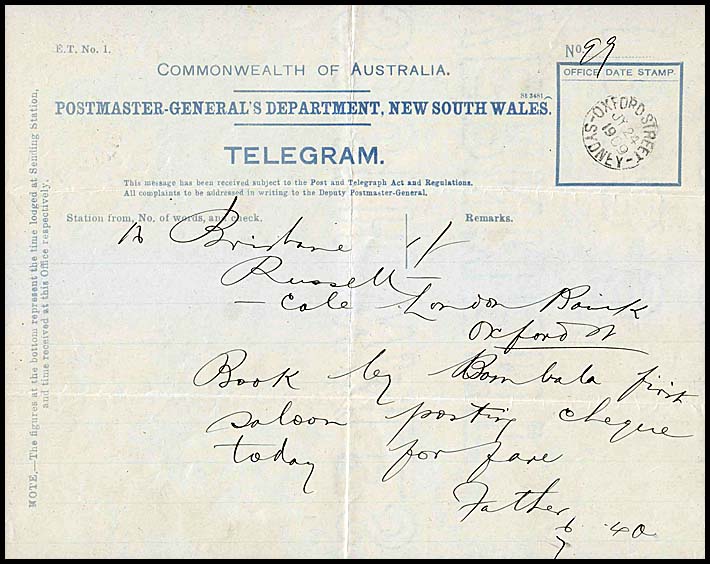 E.T. No. 1.
No. 99
COMMONWEALTH OF AUSTRALIA.
OFFICE DATE STAMP.
St 3481
POSTMASTER-GENERAL'S DEPARTMENT, NEW SOUTH WALES.
OXFORD STREET - SYDNEY
JY 24
1909
TELEGRAM.
This message has been received subject to the Post and Telegraph Act and Regulations.
All complaints to be addressed in writing to the Deputy Postmaster-General.
Station from, No. of words, and check.
Remarks.
Brisbane
Russell
London Bank
Oxford St
Book by Bombala first
saloon posting cheque
today for fare
Father
40
NOTE.—The figures at the bottom represent the time lodged at Sending Station,
and time received at this Office respectively.